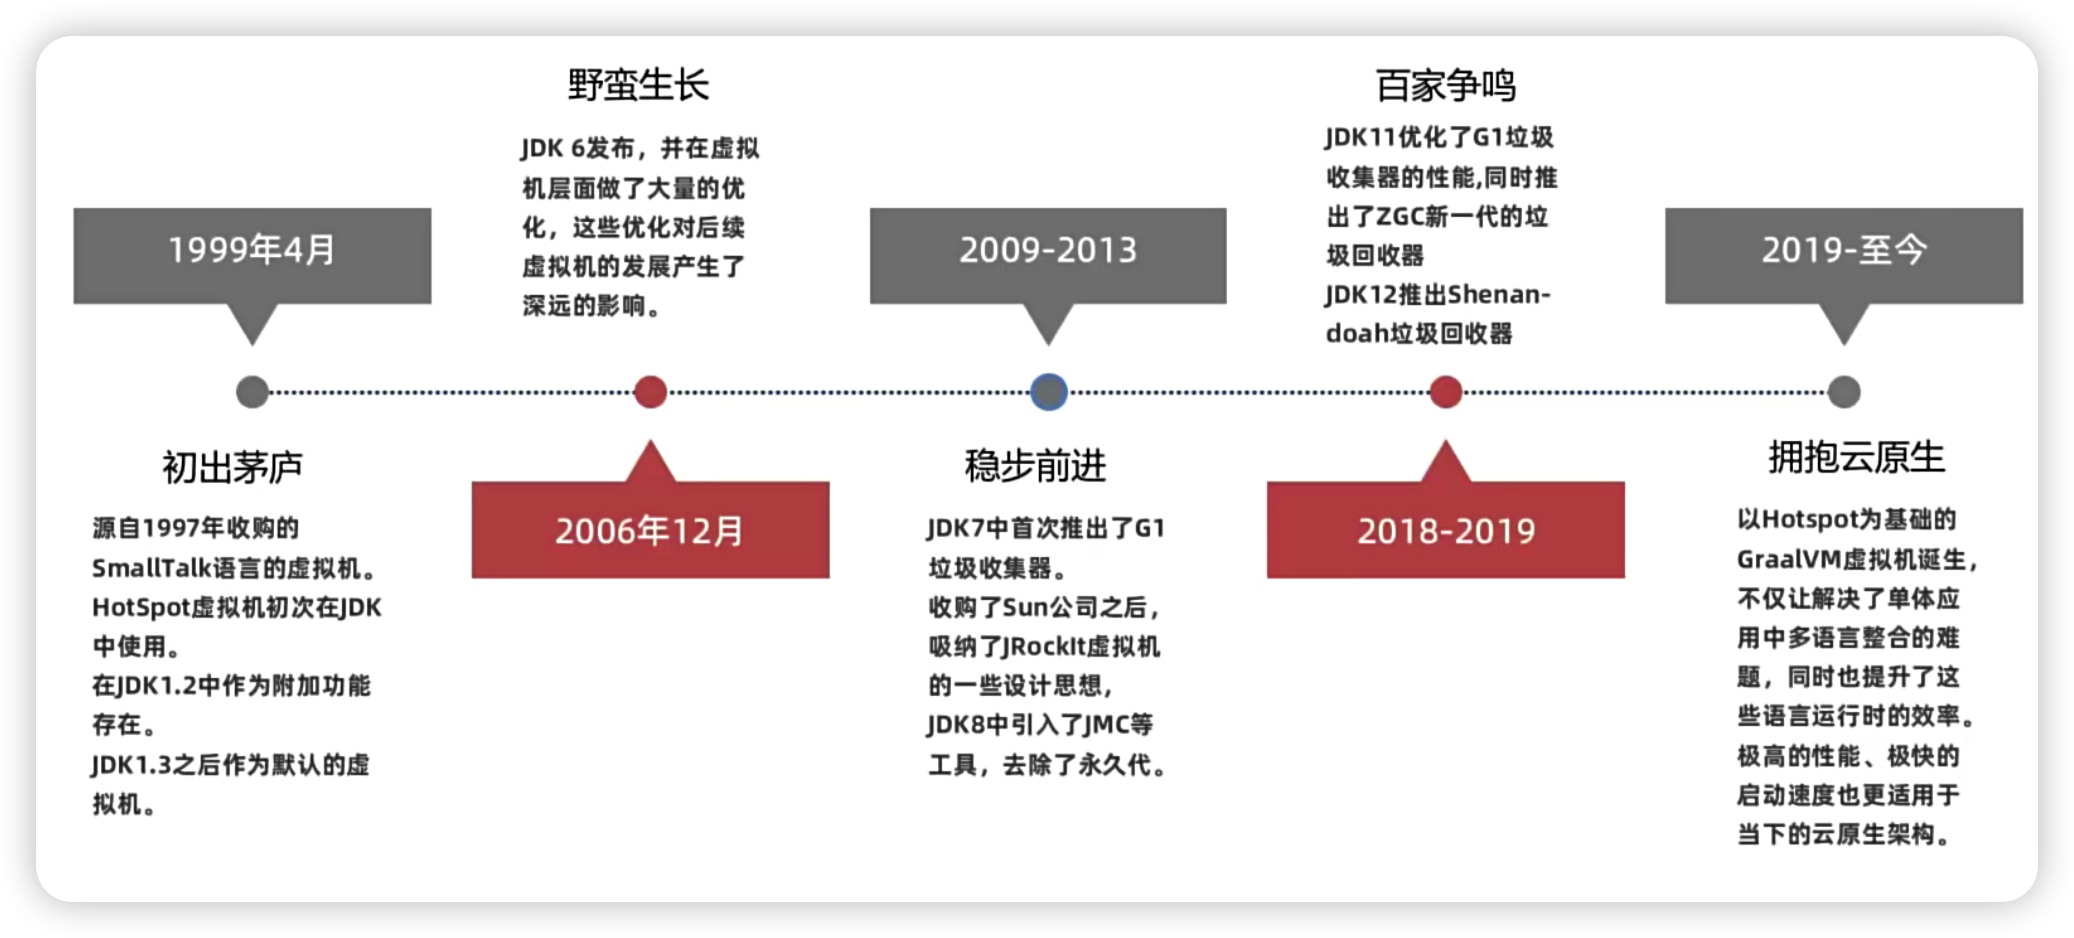 1999年4月
初出茅庐
源自1997年收购的
SmallTalk语言的虚拟机。
HotSpot虚拟机初次在JDK
中使用。
在JDK1.2中作为附加功能
存在。
JDK1.3之后作为默认的虚
拟机。
野蛮生长
JDK 6发布，并在虚拟
机层面做了大量的优
化，这些优化对后续
虚拟机的发展产生了
深远的影响。
2006年12月
2009-2013
稳步前进
JDK7中首次推出了G1
垃圾收集器。
收购了Sun公司之后，
吸纳了JRockIt虚拟机
的一些设计思想，
JDK8中引入了JMC等
工具，去除了永久代。
百家争鸣
JDK11优化了G1垃圾
收集器的性能,同时推
出了ZGC新一代的垃
圾回收器
JDK12推出Shenan-
doah垃圾回收器
2018-2019
2019-至今
拥抱云原生
以Hotspot为基础的
GraalVM虚拟机诞生，
不仅让解决了单体应
用中多语言整合的难
题，同时也提升了这
些语言运行时的效率。
极高的性能、极快的
启动速度也更适用于
当下的云原生架构。